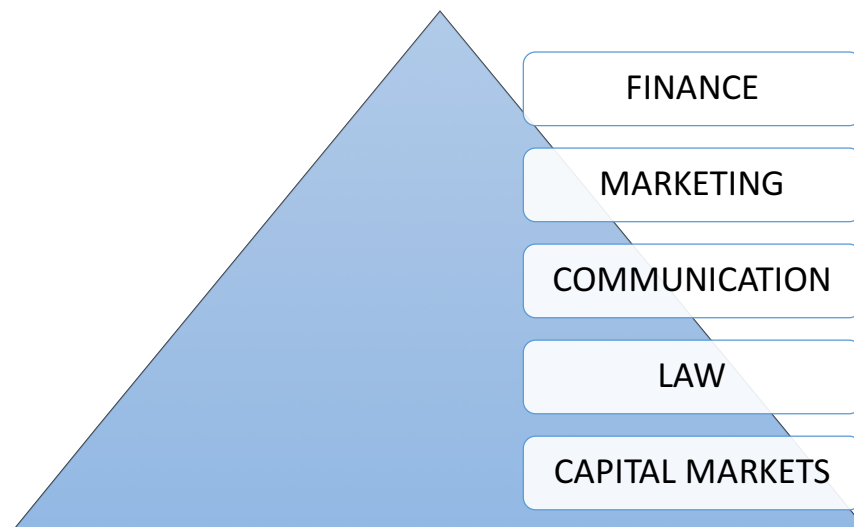 FINANCE
MARKETING
COMMUNICATION
LAW
CAPITAL MARKETS